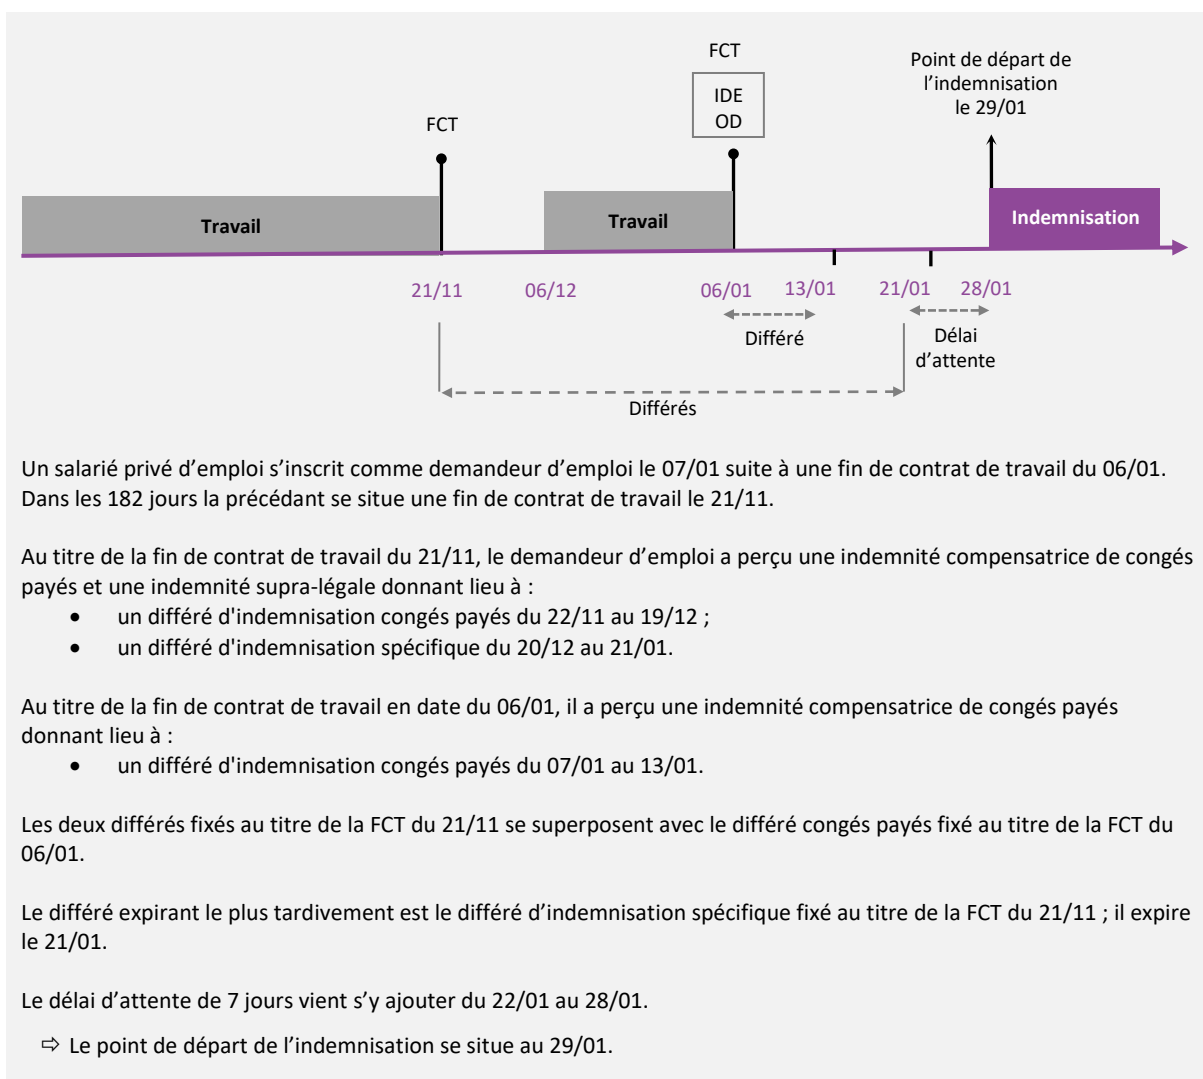 FCT
IDE
OD
Point de départ de
l’indemnisation
le 29/01
FCT
Travail
Travail
Indemnisation
21/11
06/12
06/01
13/01
21/01
28/01
Différé
Délai
d’attente
Différés
Un salarié privé d’emploi s’inscrit comme demandeur d’emploi le 07/01 suite à une fin de contrat de travail du 06/01.
Dans les 182 jours la précédant se situe une fin de contrat de travail le 21/11.
Au titre de la fin de contrat de travail du 21/11, le demandeur d’emploi a perçu une indemnité compensatrice de congés
payés et une indemnité supra-légale donnant lieu à :
• un différé d'indemnisation congés payés du 22/11 au 19/12 ;
• un différé d'indemnisation spécifique du 20/12 au 21/01.
Au titre de la fin de contrat de travail en date du 06/01, il a perçu une indemnité compensatrice de congés payés
donnant lieu à :
• un différé d'indemnisation congés payés du 07/01 au 13/01.
Les deux différés fixés au titre de la FCT du 21/11 se superposent avec le différé congés payés fixé au titre de la FCT du
06/01.
Le différé expirant le plus tardivement est le différé d’indemnisation spécifique fixé au titre de la FCT du 21/11 ; il expire
le 21/01.
Le délai d’attente de 7 jours vient s’y ajouter du 22/01 au 28/01.
⇨ Le point de départ de l’indemnisation se situe au 29/01.